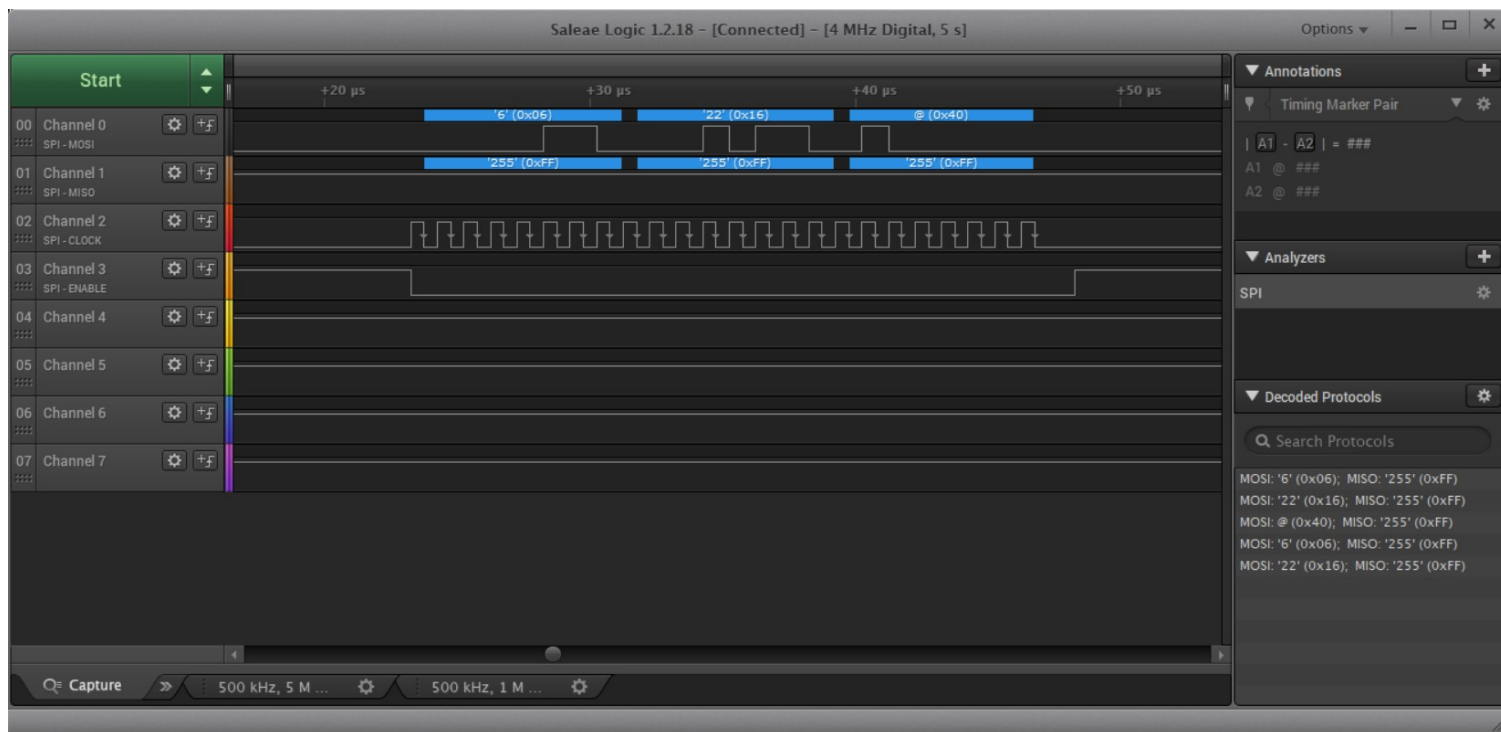 Saleae Logic 1.2.18 - [Connected] - [4 MHz Digital, 5 s]
Options
Start
+20 µs
+30 µs
+40 µs
+50 µs
00 Channel 0
SPI - MOSI
'6' (0x06)
'22' (0x16)
@ (0x40)
01 Channel 1
SPI - MISO
'255' (0xFF)
'255' (0xFF)
'255' (0xFF)
02 Channel 2
SPI - CLOCK
03 Channel 3
SPI - ENABLE
04 Channel 4
05 Channel 5
06 Channel 6
07 Channel 7
Annotations
Timing Marker Pair
| A1 - A2 | = ###
A1 @ ###
A2 @ ###
Analyzers
SPI
Decoded Protocols
Search Protocols
MOSI: '6' (0x06); MISO: '255' (0xFF)
MOSI: '22' (0x16); MISO: '255' (0xFF)
MOSI: @ (0x40); MISO: '255' (0xFF)
MOSI: '6' (0x06); MISO: '255' (0xFF)
MOSI: '22' (0x16); MISO: '255' (0xFF)
Capture
500 kHz, 5 M ...
500 kHz, 1 M ...